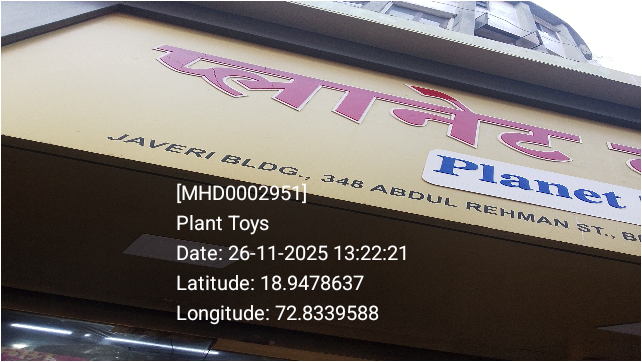 प्लानेट
Planet
JAVERI BLDG., 348 ABDUL REHMAN ST.,
[MHD0002951]
Plant Toys
Date: 26-11-2025 13:22:21
Latitude: 18.9478637
Longitude: 72.8339588